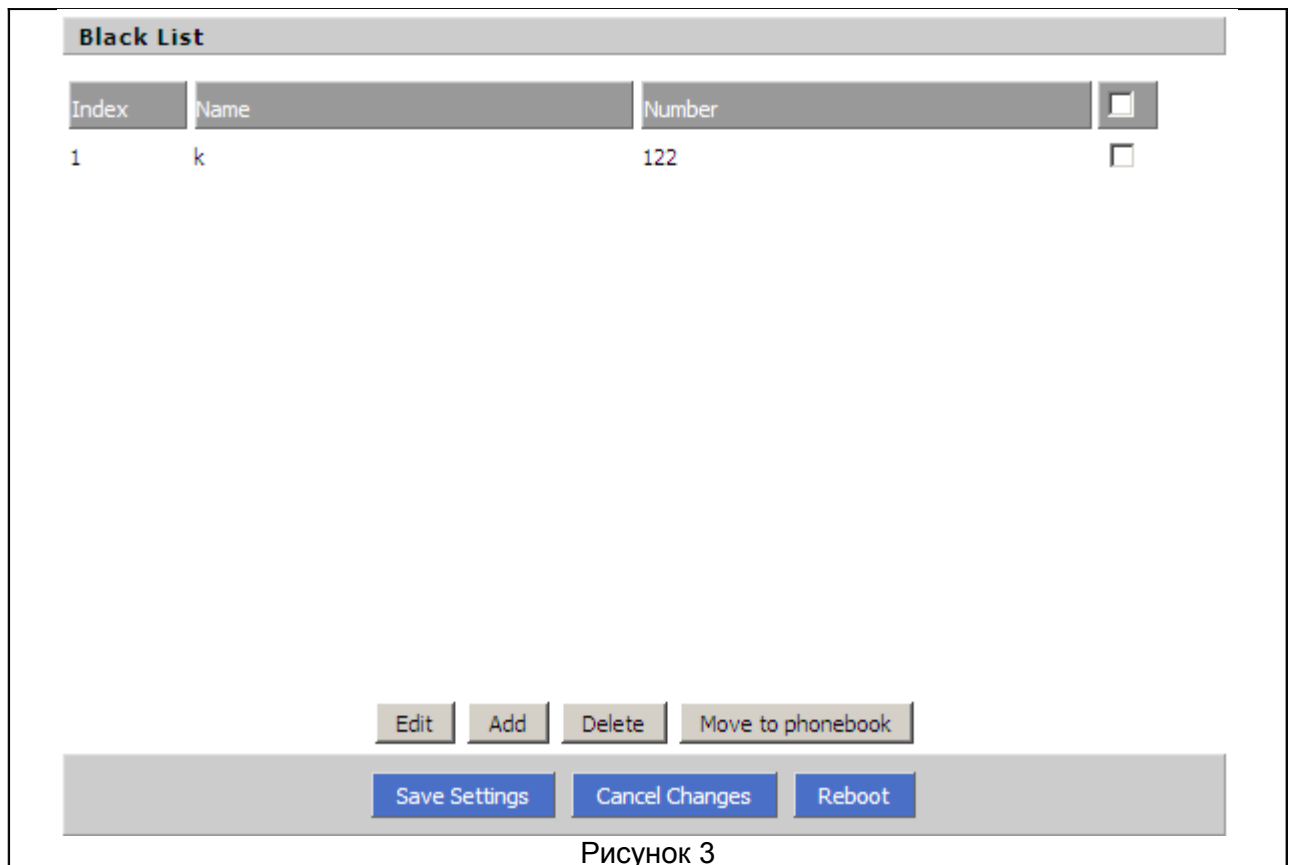 Black List
Index Name Number
1 k 122
Edit Add Delete Move to phonebook
Save Settings Cancel Changes Reboot
Рисунок 3